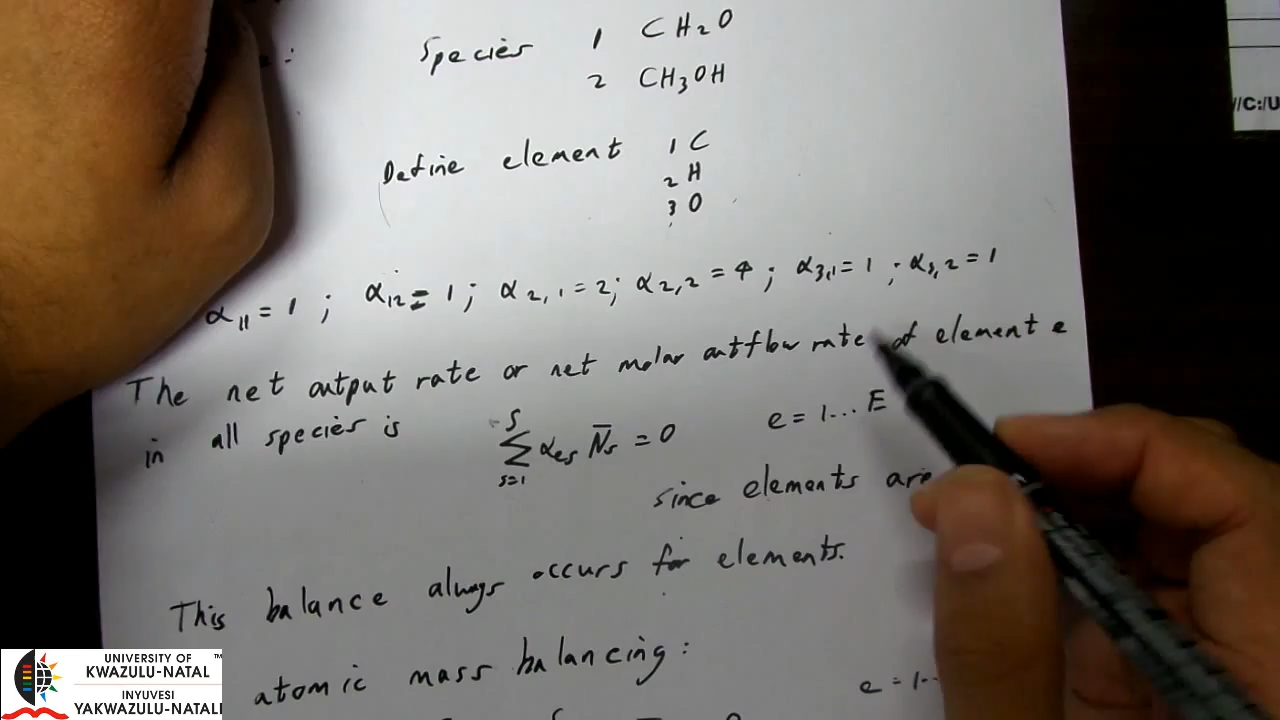 Species 1 CH₂O
2 CH₃OH
Define element 1 C
2 H
3 O
α₁₁ = 1 ; α₁₂ = 1 ; α₂,₁ = 2 ; α₂,₂ = 4 ; α₃,₁ = 1 ; α₃,₂ = 1
The net output rate or net molar outflow rate of element e
in all species is
S
∑ αₑₛ N̄ₛ = 0 e = 1... E
s=1
since elements are
This balance always occurs for elements.
atomic mass balancing :
e = 1..
//C:/U
UNIVERSITY OF
KWAZULU-NATAL
INYUVESI
YAKWAZULU-NATALI